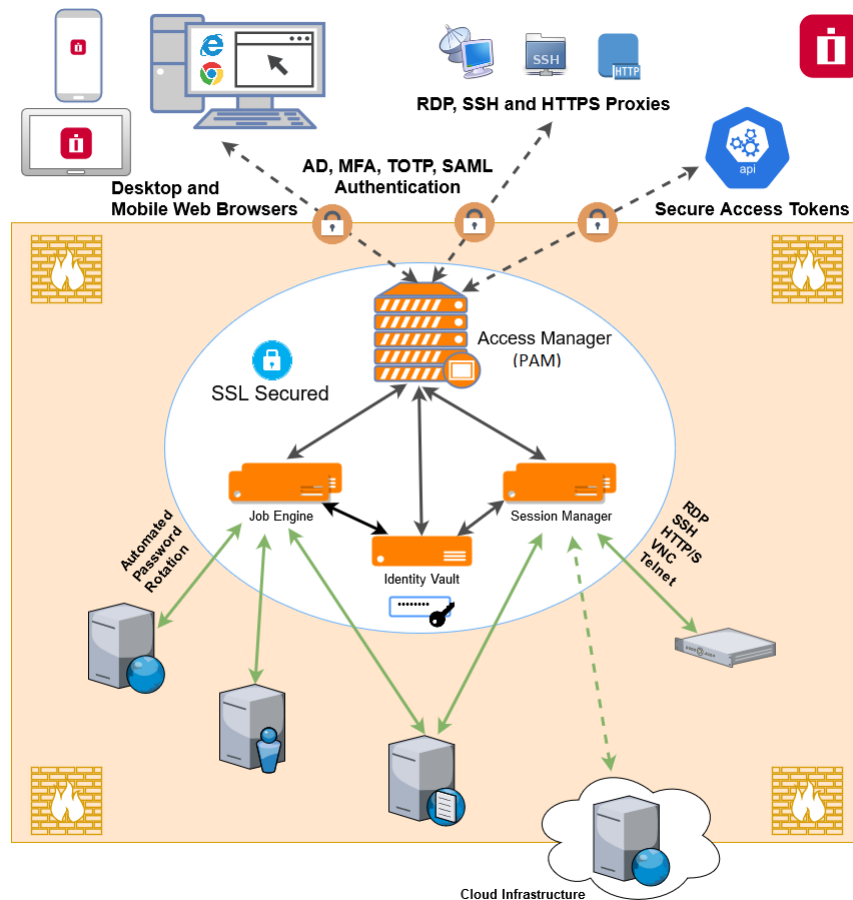 SSH
HTTP
RDP, SSH and HTTPS Proxies
api
AD, MFA, TOTP, SAML
Authentication
Desktop and
Mobile Web Browsers
Secure Access Tokens
Access Manager
(PAM)
SSL Secured
Job Engine
Session Manager
Identity Vault
Automated
Password
Rotation
RDP
SSH
HTTP/S
VNC
Telnet
Cloud Infrastructure